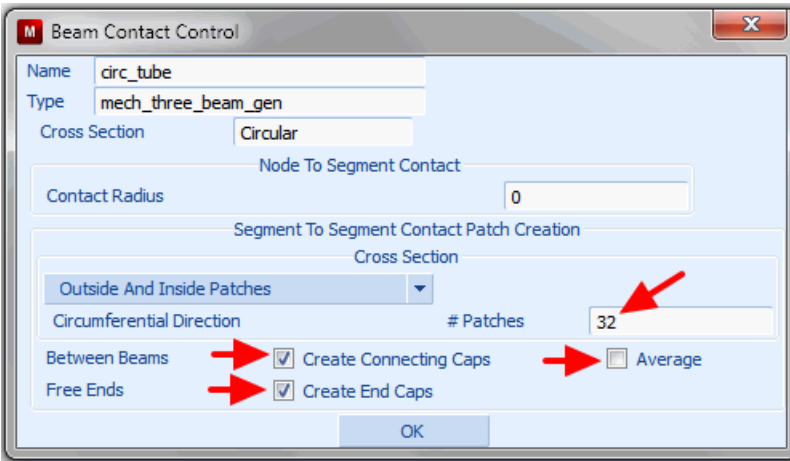 M Beam Contact Control X
Name circ_tube
Type mech_three_beam_gen
Cross Section Circular
Node To Segment Contact
Contact Radius 0
Segment To Segment Contact Patch Creation
Cross Section
Outside And Inside Patches
Circumferential Direction # Patches 32
Between Beams Create Connecting Caps Average
Free Ends Create End Caps
OK